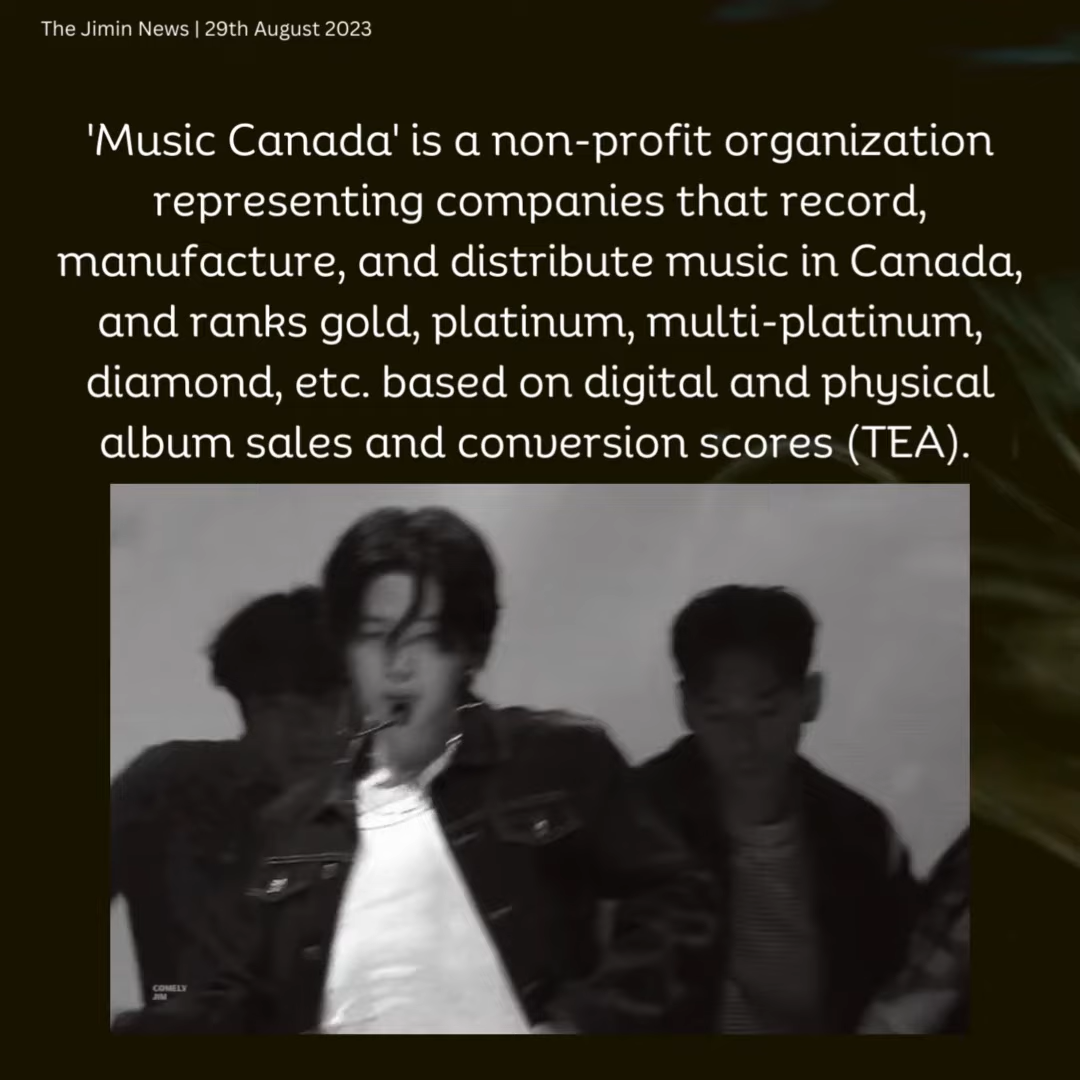 The Jimin News | 29th August 2023
'Music Canada' is a non-profit organization
representing companies that record,
manufacture, and distribute music in Canada,
and ranks gold, platinum, multi-platinum,
diamond, etc. based on digital and physical
album sales and conversion scores (TEA).
COMELY
JIM